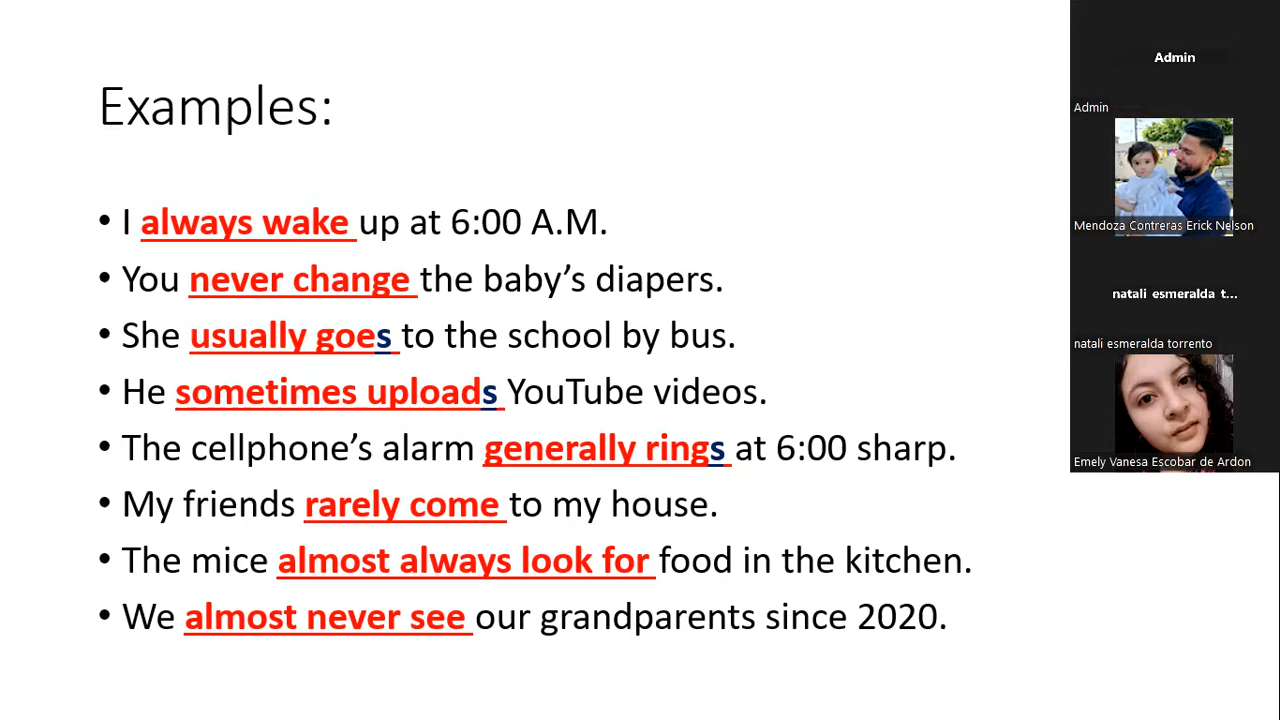 Examples:
• I always wake up at 6:00 A.M.
• You never change the baby’s diapers.
• She usually goes to the school by bus.
• He sometimes uploads YouTube videos.
• The cellphone’s alarm generally rings at 6:00 sharp.
• My friends rarely come to my house.
• The mice almost always look for food in the kitchen.
• We almost never see our grandparents since 2020.
Admin
Admin
Mendoza Contreras Erick Nelson
natali esmeralda t...
natali esmeralda torrento
Emely Vanesa Escobar de Ardon